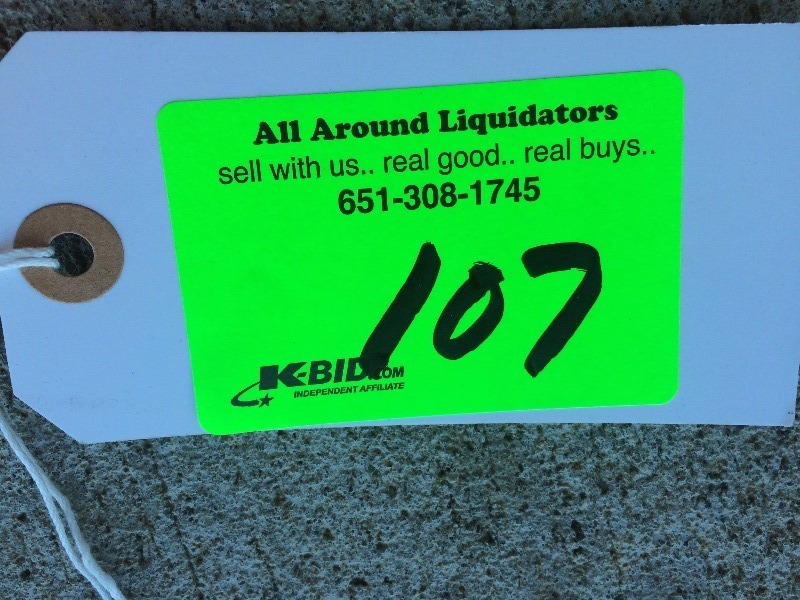 All Around Liquidators
sell with us.. real good.. real buys..
651-308-1745
107
K-BID.COM
INDEPENDENT AFFILIATE